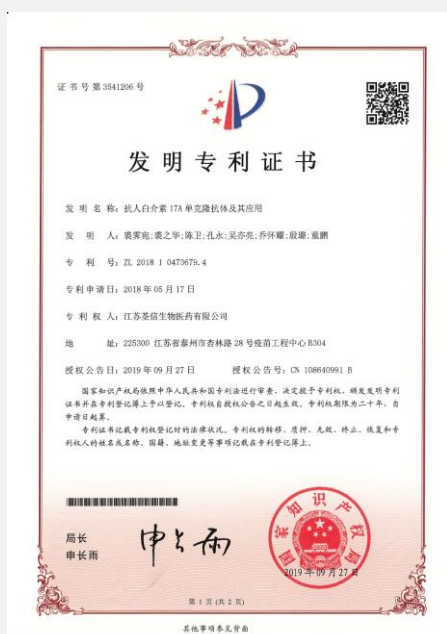 证书号第3541206号
发明专利证书
发 明 名 称：抗人白介素17A单克隆抗体及其应用
发 明 人：裘霁宛;裘之华;陈卫;孔永;吴亦亮;乔怀耀;殷珊;童鹏
专 利 号：ZL 2018 1 0473679.4
专利申请日：2018年05月17日
专 利 权 人：江苏荃信生物医药有限公司
地 址：225300 江苏省泰州市杏林路28号疫苗工程中心B304
授权公告日：2019年09月27日 授权公告号：CN 108640991 B
国家知识产权局依照中华人民共和国专利法进行审查，决定授予专利权，颁发发明专利
证书并在专利登记簿上予以登记。专利权自授权公告之日起生效。专利权期限为二十年，自
申请日起算。
专利证书记载专利权登记时的法律状况。专利权的转移、质押、无效、终止、恢复和专
利权人的姓名或名称、国籍、地址变更等事项记载在专利登记簿上。
局长
申长雨
申长雨
国家知识产权局
2019年09月27日
第 1 页 (共 2 页)
其他事项参见背面